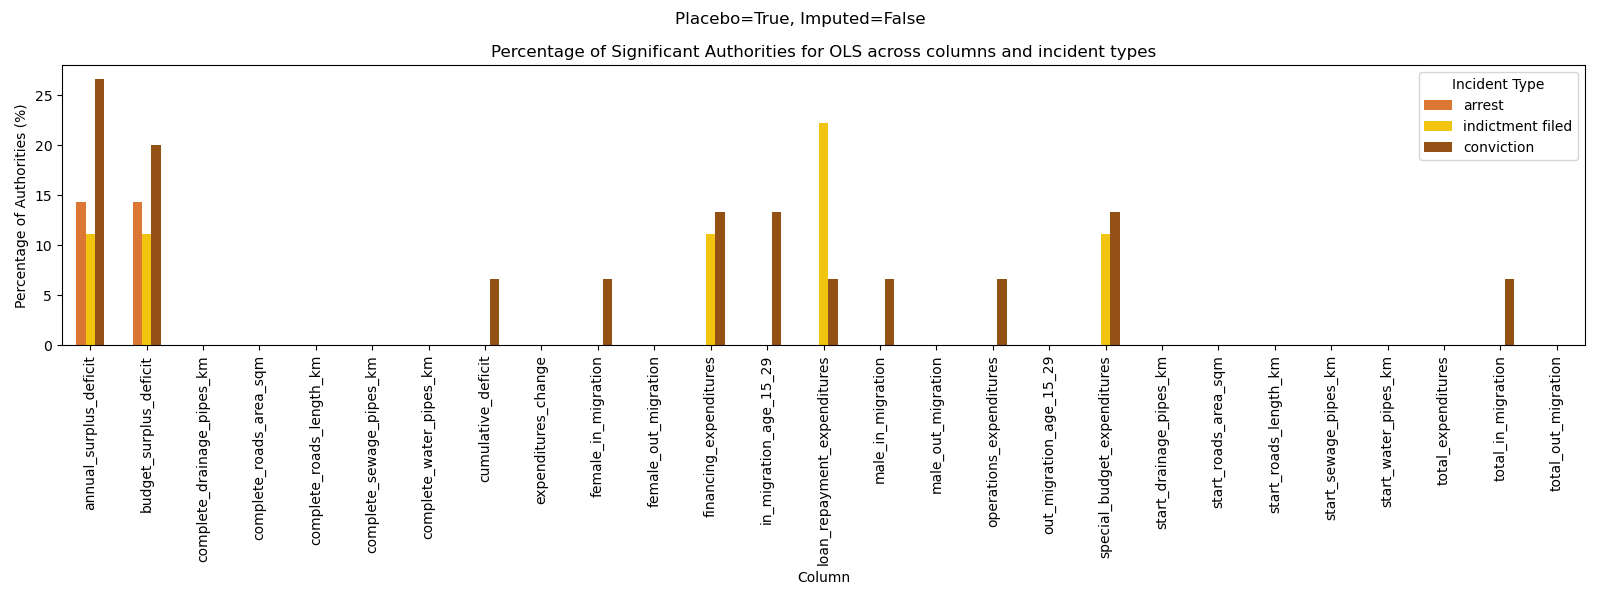 Placebo=True, Imputed=False
Percentage of Significant Authorities for OLS across columns and incident types
Percentage of Authorities (%)
25
20
15
10
5
0
Incident Type
arrest
indictment filed
conviction
annual_surplus_deficit
budget_surplus_deficit
complete_drainage_pipes_km
complete_roads_area_sqm
complete_roads_length_km
complete_sewage_pipes_km
complete_water_pipes_km
cumulative_deficit
expenditures_change
female_in_migration
female_out_migration
financing_expenditures
in_migration_age_15_29
loan_repayment_expenditures
male_in_migration
male_out_migration
operations_expenditures
out_migration_age_15_29
special_budget_expenditures
start_drainage_pipes_km
start_roads_area_sqm
start_roads_length_km
start_sewage_pipes_km
start_water_pipes_km
total_expenditures
total_in_migration
total_out_migration
Column